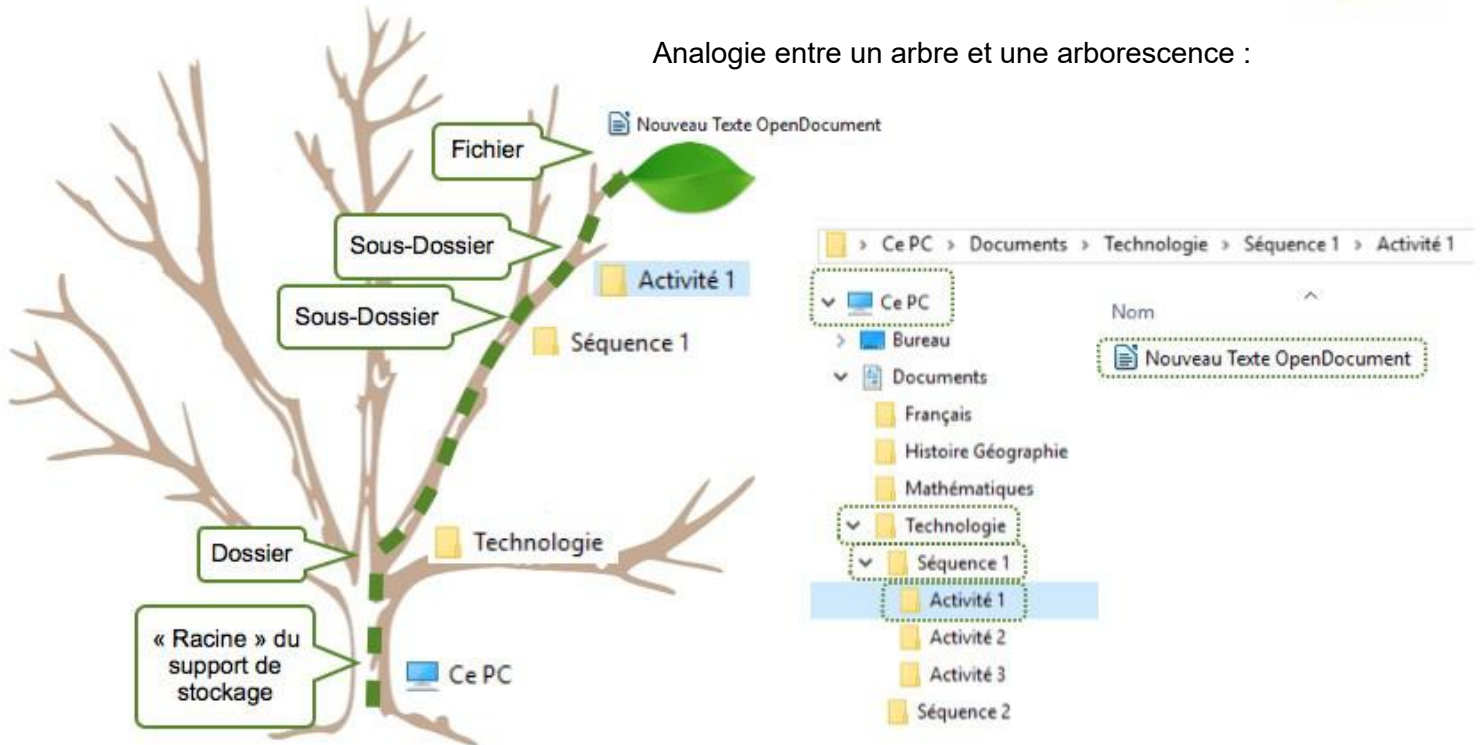 Analogie entre un arbre et une arborescence :
Nouveau Texte OpenDocument
Fichier
Sous-Dossier
Activité 1
Sous-Dossier
Séquence 1
Dossier
Technologie
« Racine » du
support de
stockage
Ce PC
> Ce PC > Documents > Technologie > Séquence 1 > Activité 1
Ce PC
Bureau
Documents
Français
Histoire Géographie
Mathématiques
Technologie
Séquence 1
Activité 1
Activité 2
Activité 3
Séquence 2
Nom
Nouveau Texte OpenDocument